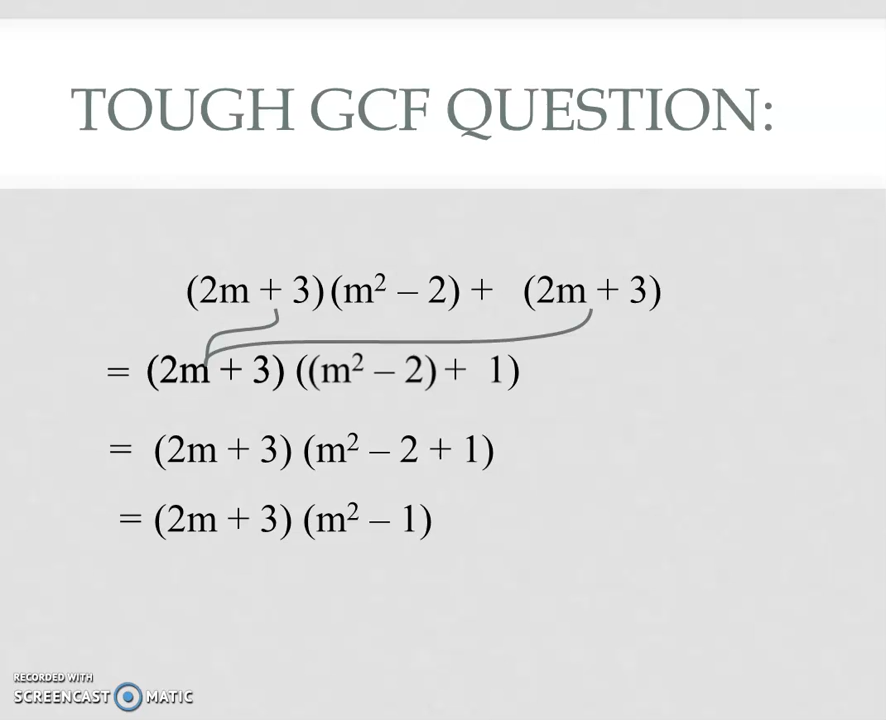 TOUGH GCF QUESTION:
(2m + 3)(m² – 2) + (2m + 3)
= (2m + 3) ((m² – 2) + 1)
= (2m + 3) (m² – 2 + 1)
= (2m + 3) (m² – 1)
RECORDED WITH
SCREENCAST MATIC